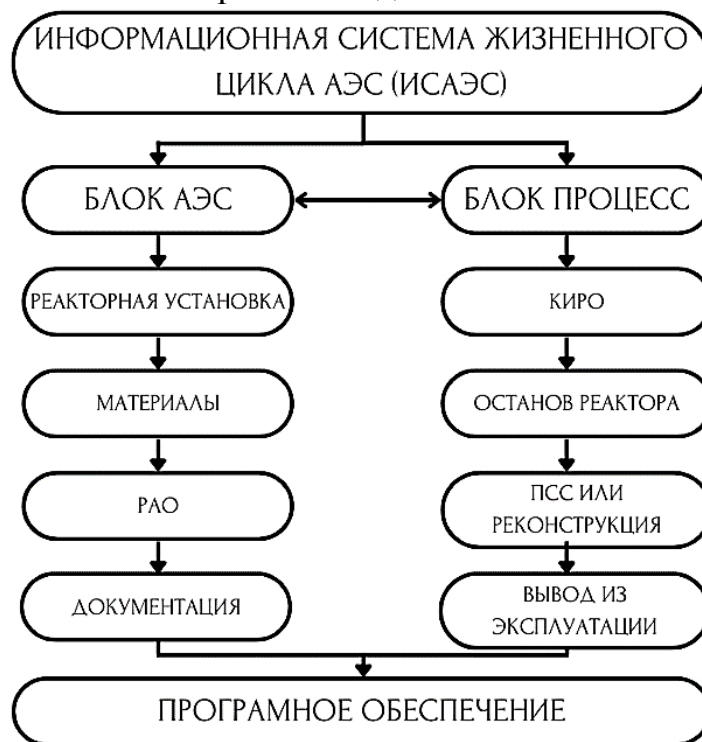 ИНФОРМАЦИОННАЯ СИСТЕМА ЖИЗНЕННОГО
ЦИКЛА АЭС (ИСАЭС)
БЛОК АЭС
БЛОК ПРОЦЕСС
РЕАКТОРНАЯ УСТАНОВКА
КИРО
МАТЕРИАЛЫ
ОСТАНОВ РЕАКТОРА
РАО
ПСС ИЛИ
РЕКОНСТРУКЦИЯ
ДОКУМЕНТАЦИЯ
ВЫВОД ИЗ
ЭКСПЛУАТАЦИИ
ПРОГРАМНОЕ ОБЕСПЕЧЕНИЕ